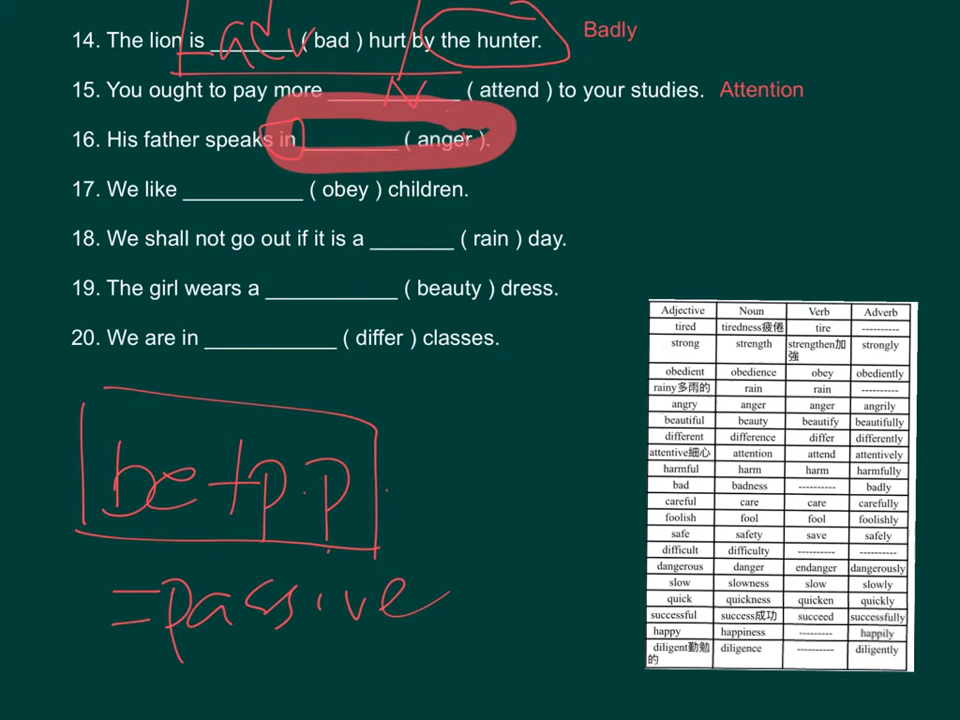 14. The lion is _______ ( bad ) hurt by the hunter. Badly
adv
15. You ought to pay more ___________ ( attend ) to your studies. Attention
N
16. His father speaks in ________ ( anger ).
17. We like __________ ( obey ) children.
18. We shall not go out if it is a _______ ( rain ) day.
19. The girl wears a ___________ ( beauty ) dress.
20. We are in ___________ ( differ ) classes.
be + p.p.
= passive
Adjective Noun Verb Adverb
tired tiredness疲倦 tire ----------
strong strength strengthen加強 strongly
obedient obedience obey obediently
rainy多雨的 rain rain ----------
angry anger anger angrily
beautiful beauty beautify beautifully
different difference differ differently
attentive細心 attention attend attentively
harmful harm harm harmfully
bad badness ---------- badly
careful care care carefully
foolish fool fool foolishly
safe safety save safely
difficult difficulty ---------- ----------
dangerous danger endanger dangerously
slow slowness slow slowly
quick quickness quicken quickly
successful success成功 succeed successfully
happy happiness ---------- happily
diligent勤勉的 diligence ---------- diligently